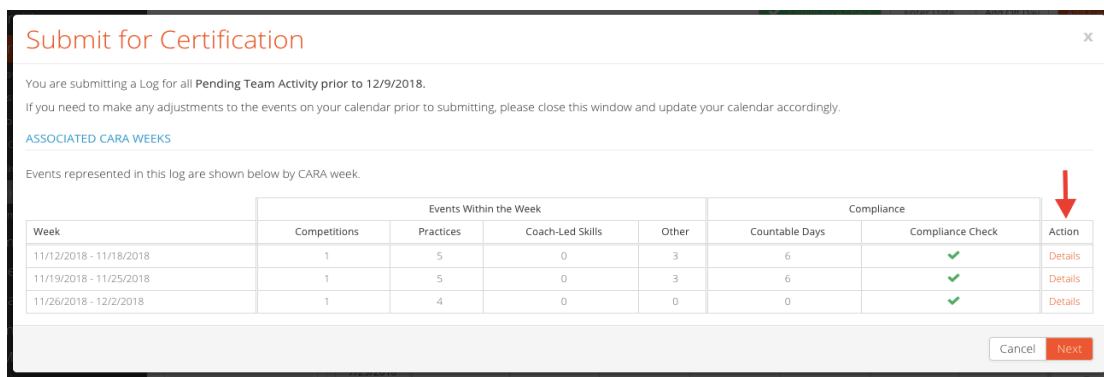 Submit for Certification
x
You are submitting a Log for all Pending Team Activity prior to 12/9/2018.
If you need to make any adjustments to the events on your calendar prior to submitting, please close this window and update your calendar accordingly.
ASSOCIATED CARA WEEKS
Events represented in this log are shown below by CARA week.
Events Within the Week Compliance
Week Competitions Practices Coach-Led Skills Other Countable Days Compliance Check Action
11/12/2018 - 11/18/2018 1 5 0 3 6 Details
11/19/2018 - 11/25/2018 1 5 0 3 6 Details
11/26/2018 - 12/2/2018 1 4 0 0 0 Details
Cancel Next